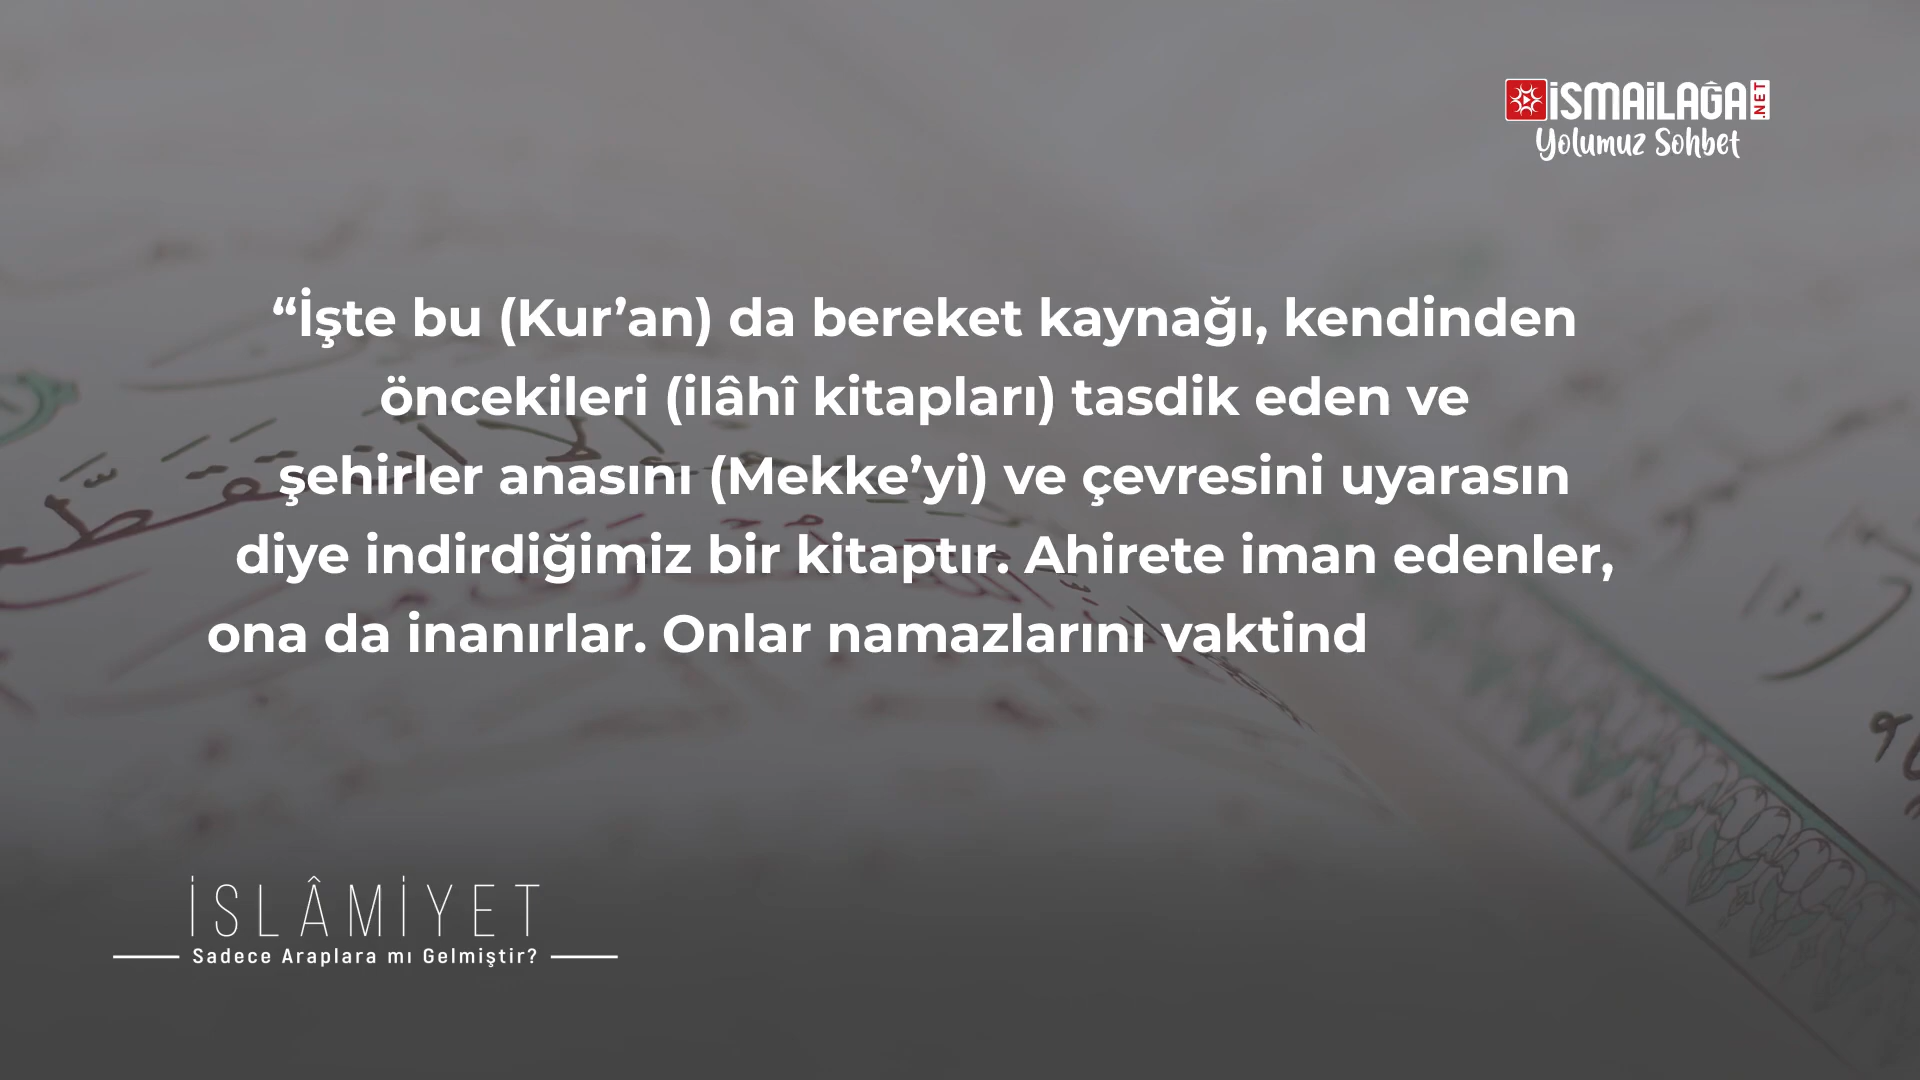 İSMAİLAĞA.NET
Yolumuz Sohbet
“İşte bu (Kur’an) da bereket kaynağı, kendinden
öncekileri (ilâhî kitapları) tasdik eden ve
şehirler anasını (Mekke’yi) ve çevresini uyarasın
diye indirdiğimiz bir kitaptır. Ahirete iman edenler,
ona da inanırlar. Onlar namazlarını vaktind
İSLÂMİYET
Sadece Araplara mı Gelmiştir?